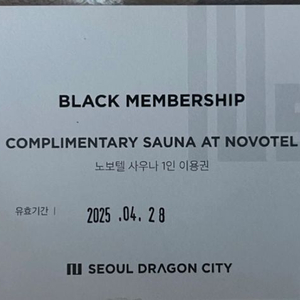 BLACK MEMBERSHIP
COMPLIMENTARY SAUNA AT NOVOTEL
노보텔 사우나 1인 이용권
유효기간 | 2025 .04. 28
SEOUL DRAGON CITY